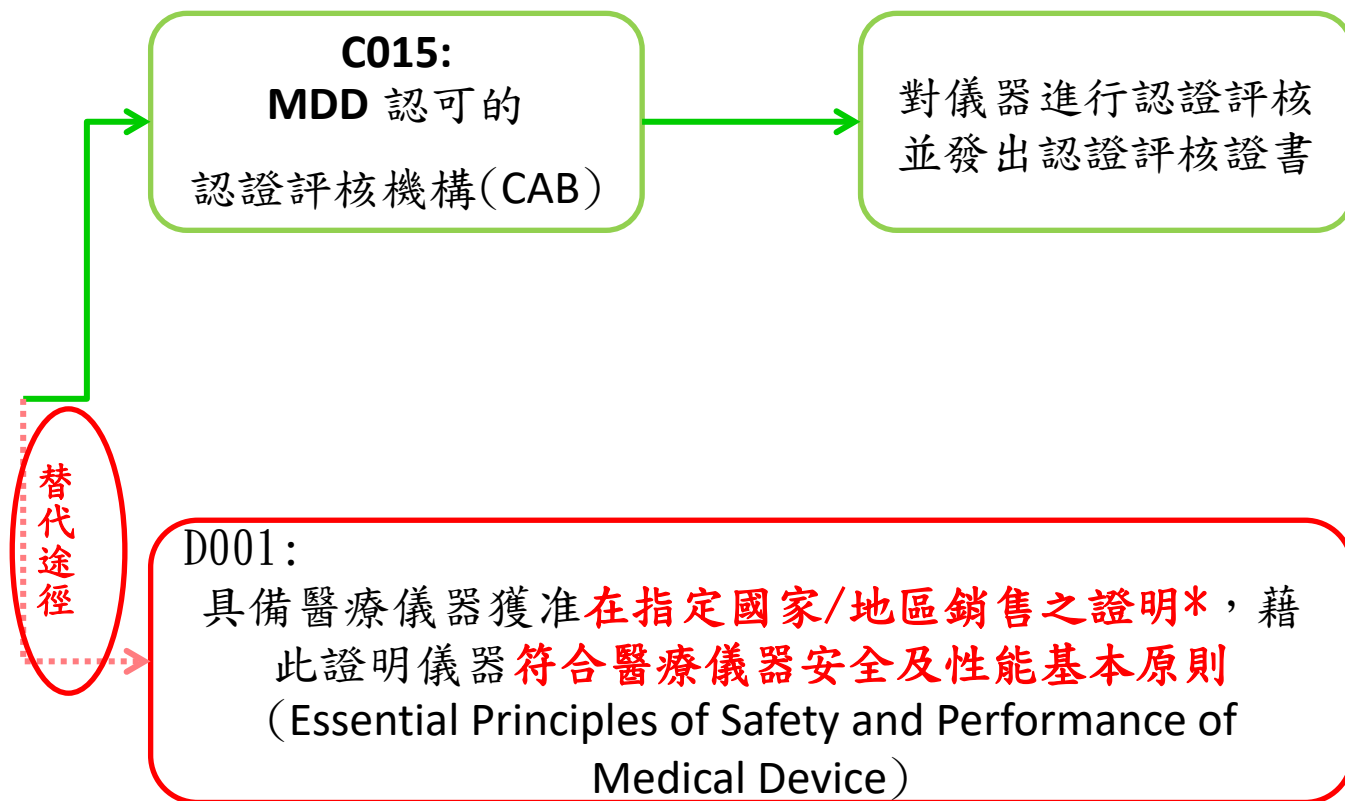 C015:
MDD 認可的
認證評核機構(CAB)
對儀器進行認證評核
並發出認證評核證書
替代途徑
D001:
具備醫療儀器獲准在指定國家/地區銷售之證明*，藉
此證明儀器符合醫療儀器安全及性能基本原則
（Essential Principles of Safety and Performance of
Medical Device）